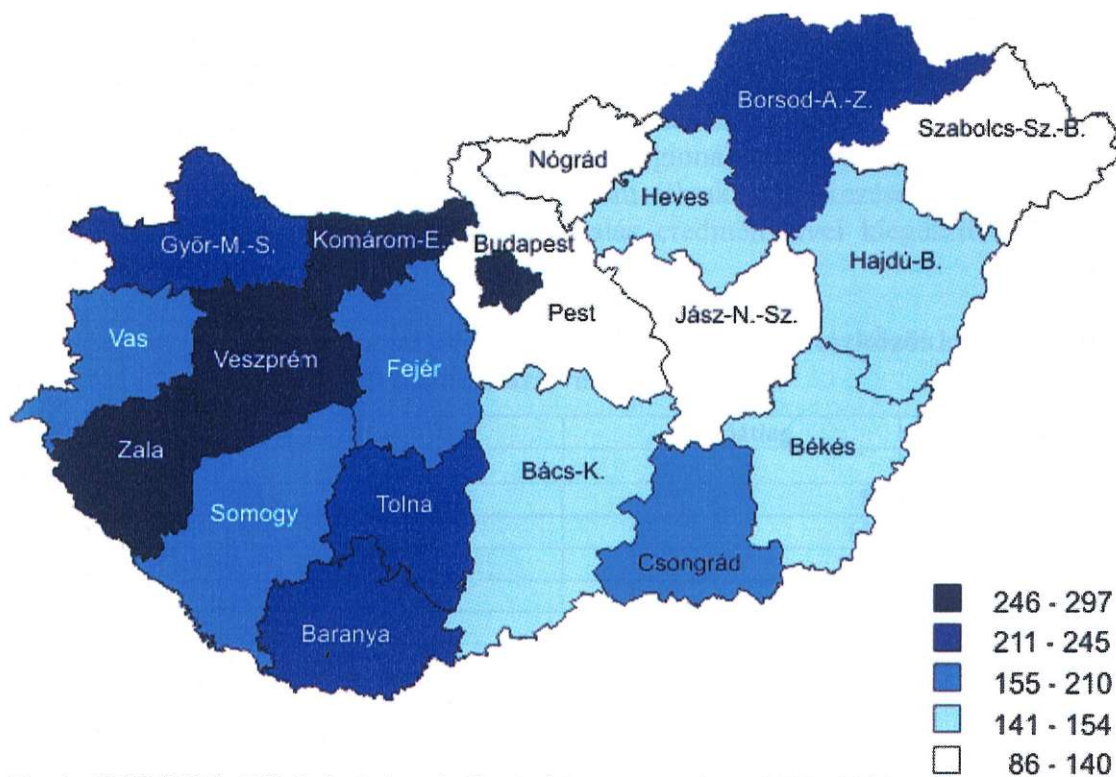 Borsod-A.-Z.
Szabolcs-Sz.-B.
Nógrád
Heves
Győr-M.-S.
Komárom-E.
Budapest
Hajdú-B.
Pest
Jász-N.-Sz.
Vas
Veszprém
Fejér
Zala
Békés
Bács-K.
Tolna
Somogy
Csongrád
Baranya
246 - 297
211 - 245
155 - 210
141 - 154
86 - 140